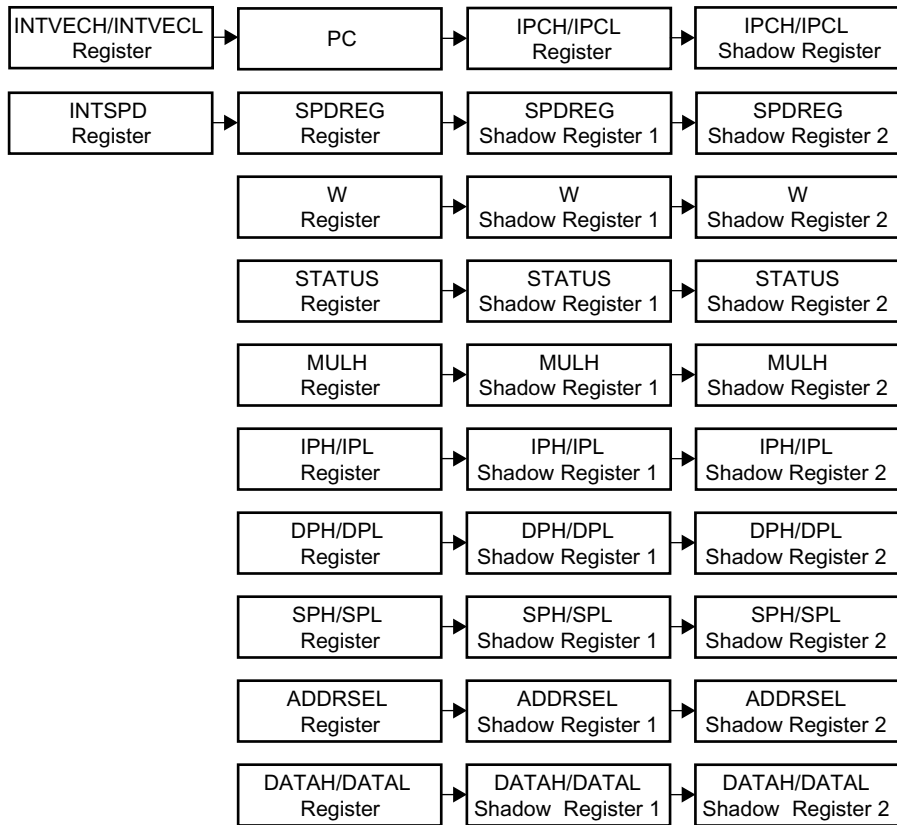 INTVECH/INTVECL
Register
PC
IPCH/IPCL
Register
IPCH/IPCL
Shadow Register
INTSPD
Register
SPDREG
Register
SPDREG
Shadow Register 1
SPDREG
Shadow Register 2
W
Register
W
Shadow Register 1
W
Shadow Register 2
STATUS
Register
STATUS
Shadow Register 1
STATUS
Shadow Register 2
MULH
Register
MULH
Shadow Register 1
MULH
Shadow Register 2
IPH/IPL
Register
IPH/IPL
Shadow Register 1
IPH/IPL
Shadow Register 2
DPH/DPL
Register
DPH/DPL
Shadow Register 1
DPH/DPL
Shadow Register 2
SPH/SPL
Register
SPH/SPL
Shadow Register 1
SPH/SPL
Shadow Register 2
ADDRSEL
Register
ADDRSEL
Shadow Register 1
ADDRSEL
Shadow Register 2
DATAH/DATAL
Register
DATAH/DATAL
Shadow Register 1
DATAH/DATAL
Shadow Register 2